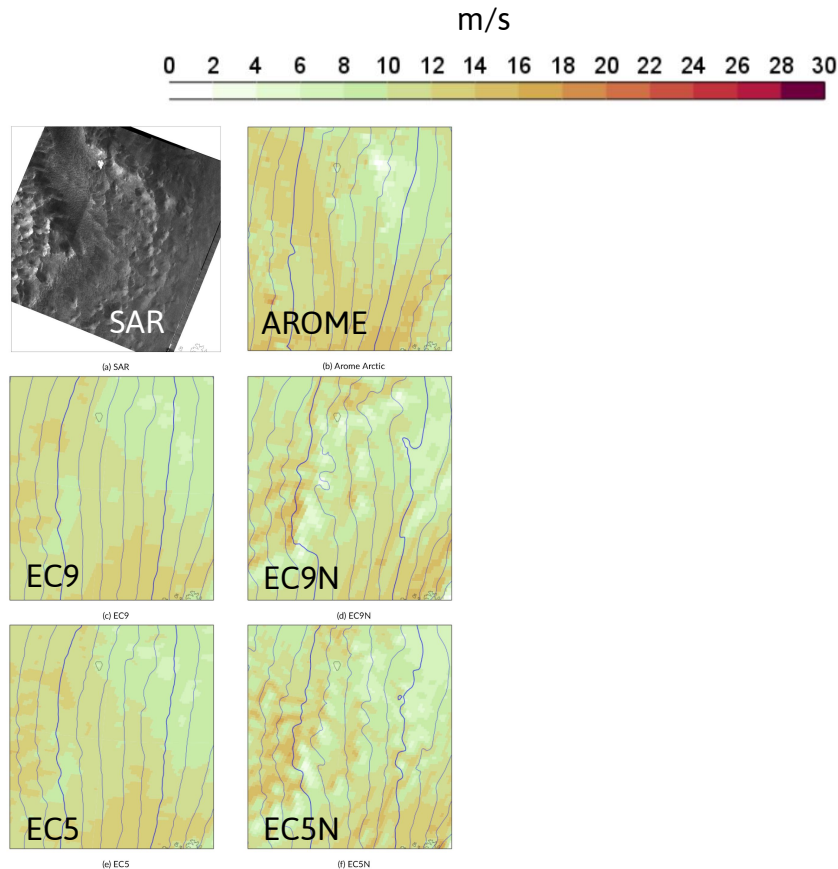 m/s
0 2 4 6 8 10 12 14 16 18 20 22 24 26 28 30
SAR
AROME
(a) SAR
(b) Arome Arctic
EC9
EC9N
(c) EC9
(d) EC9N
EC5
EC5N
(e) EC5
(f) EC5N